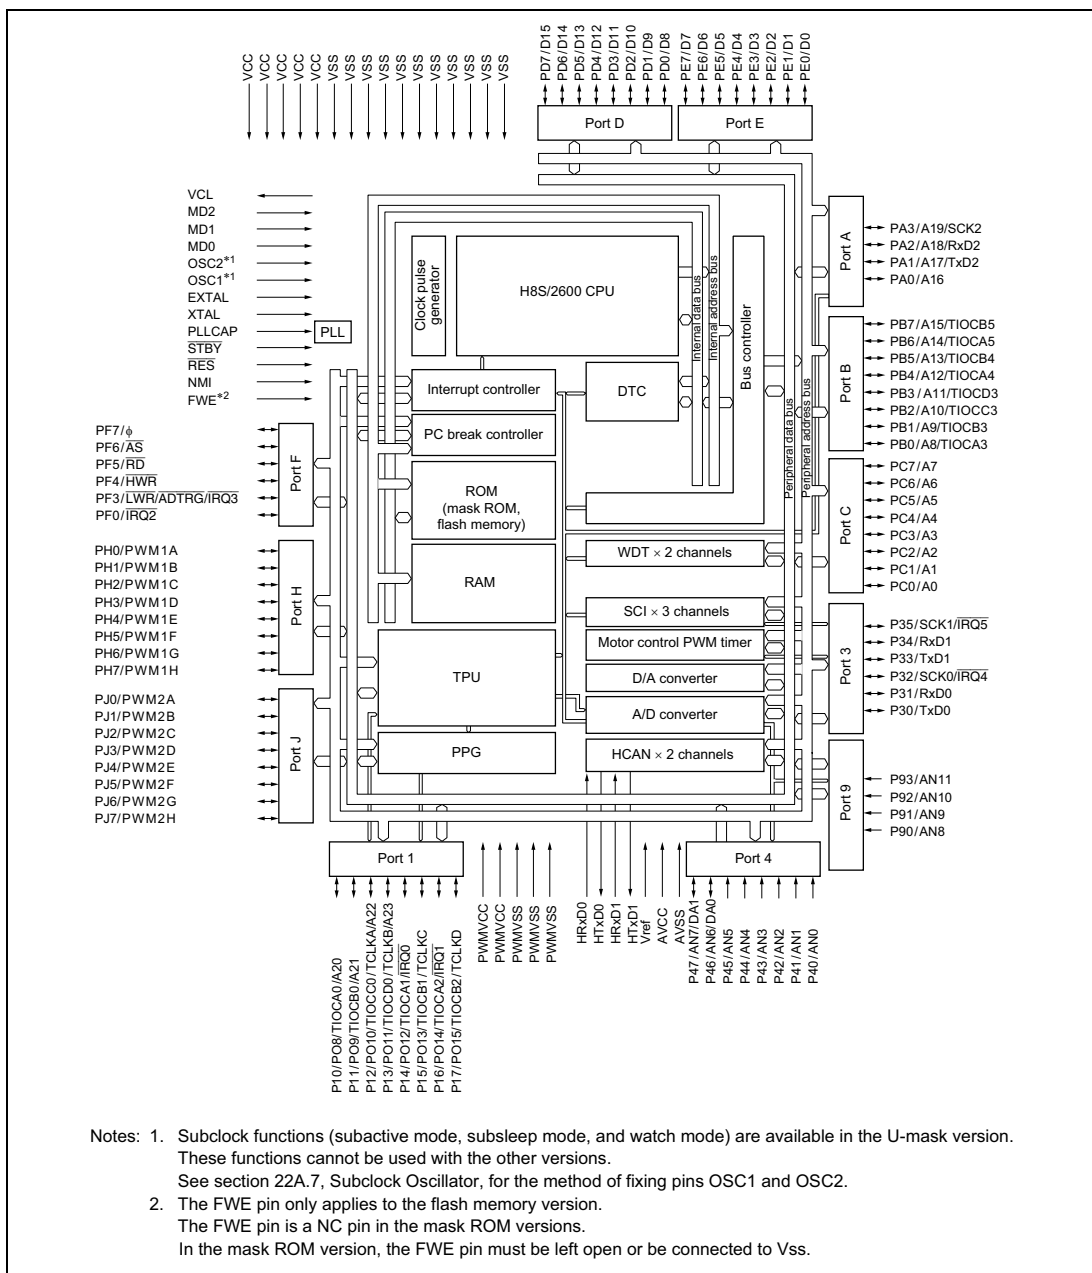 VCC
VCC
VCC
VCC
VCC
VSS
VSS
VSS
VSS
VSS
VSS
VSS
VSS
VSS
VSS
VSS
PD7/D15
PD6/D14
PD5/D13
PD4/D12
PD3/D11
PD2/D10
PD1/D9
PD0/D8
PE7/D7
PE6/D6
PE5/D5
PE4/D4
PE3/D3
PE2/D2
PE1/D1
PE0/D0
Port D
Port E
VCL
MD2
MD1
MD0
OSC2*1
OSC1*1
EXTAL
XTAL
PLLCAP
STBY
RES
NMI
FWE*2
PLL
Clock pulse
generator
H8S/2600 CPU
Internal data bus
Internal address bus
Bus controller
Peripheral data bus
Peripheral address bus
Interrupt controller
DTC
PC break controller
ROM
(mask ROM,
flash memory)
RAM
WDT × 2 channels
SCI × 3 channels
Motor control PWM timer
D/A converter
A/D converter
HCAN × 2 channels
TPU
PPG
Port A
PA3/A19/SCK2
PA2/A18/RxD2
PA1/A17/TxD2
PA0/A16
Port B
PB7/A15/TIOCB5
PB6/A14/TIOCA5
PB5/A13/TIOCB4
PB4/A12/TIOCA4
PB3/A11/TIOCD3
PB2/A10/TIOCC3
PB1/A9/TIOCB3
PB0/A8/TIOCA3
Port C
PC7/A7
PC6/A6
PC5/A5
PC4/A4
PC3/A3
PC2/A2
PC1/A1
PC0/A0
Port 3
P35/SCK1/IRQ5
P34/RxD1
P33/TxD1
P32/SCK0/IRQ4
P31/RxD0
P30/TxD0
Port 9
P93/AN11
P92/AN10
P91/AN9
P90/AN8
PF7/ϕ
PF6/AS
PF5/RD
PF4/HWR
PF3/LWR/ADTRG/IRQ3
PF0/IRQ2
Port F
PH0/PWM1A
PH1/PWM1B
PH2/PWM1C
PH3/PWM1D
PH4/PWM1E
PH5/PWM1F
PH6/PWM1G
PH7/PWM1H
Port H
PJ0/PWM2A
PJ1/PWM2B
PJ2/PWM2C
PJ3/PWM2D
PJ4/PWM2E
PJ5/PWM2F
PJ6/PWM2G
PJ7/PWM2H
Port J
Port 1
Port 4
P10/PO8/TIOCA0/A20
P11/PO9/TIOCB0/A21
P12/PO10/TIOCC0/TCLKA/A22
P13/PO11/TIOCD0/TCLKB/A23
P14/PO12/TIOCA1/IRQ0
P15/PO13/TIOCB1/TCLKC
P16/PO14/TIOCA2/IRQ1
P17/PO15/TIOCB2/TCLKD
PWMVCC
PWMVCC
PWMVSS
PWMVSS
PWMVSS
HRxD0
HTxD0
HRxD1
HTxD1
Vref
AVCC
AVSS
P47/AN7/DA1
P46/AN6/DA0
P45/AN5
P44/AN4
P43/AN3
P42/AN2
P41/AN1
P40/AN0
Notes: 1. Subclock functions (subactive mode, subsleep mode, and watch mode) are available in the U-mask version.
These functions cannot be used with the other versions.
See section 22A.7, Subclock Oscillator, for the method of fixing pins OSC1 and OSC2.
2. The FWE pin only applies to the flash memory version.
The FWE pin is a NC pin in the mask ROM versions.
In the mask ROM version, the FWE pin must be left open or be connected to Vss.